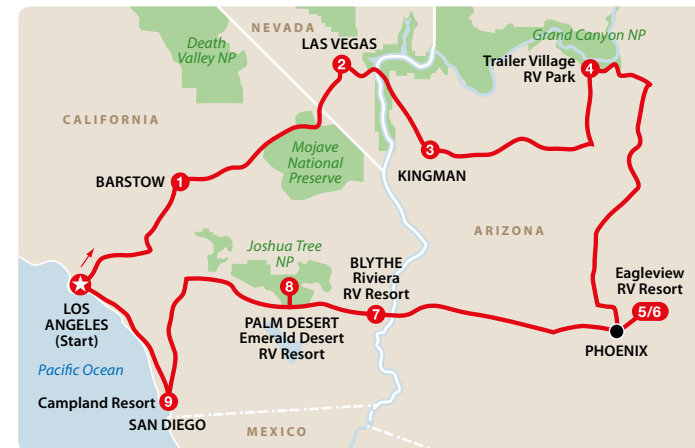 NEVADA
Grand Canyon NP
Death
Valley NP
LAS VEGAS
2
Trailer Village
RV Park
4
CALIFORNIA
Mojave
National
Preserve
3
KINGMAN
BARSTOW
1
ARIZONA
Joshua Tree
NP
BLYTHE
Riviera
RV Resort
Eagleview
RV Resort
5/6
8
7
LOS
ANGELES
(Start)
PALM DESERT
Emerald Desert
RV Resort
PHOENIX
Pacific Ocean
Campland Resort
9
SAN DIEGO
MEXICO